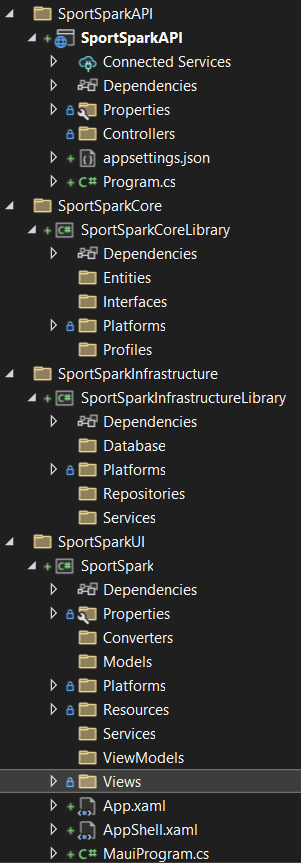 SportSparkAPI
SportSparkAPI
Connected Services
Dependencies
Properties
Controllers
appsettings.json
C# Program.cs
SportSparkCore
C# SportSparkCoreLibrary
Dependencies
Entities
Interfaces
Platforms
Profiles
SportSparkInfrastructure
C# SportSparkInfrastructureLibrary
Dependencies
Database
Platforms
Repositories
Services
SportSparkUI
C# SportSpark
Dependencies
Properties
Converters
Models
Platforms
Resources
Services
ViewModels
Views
App.xaml
AppShell.xaml
C# MauiProgram.cs